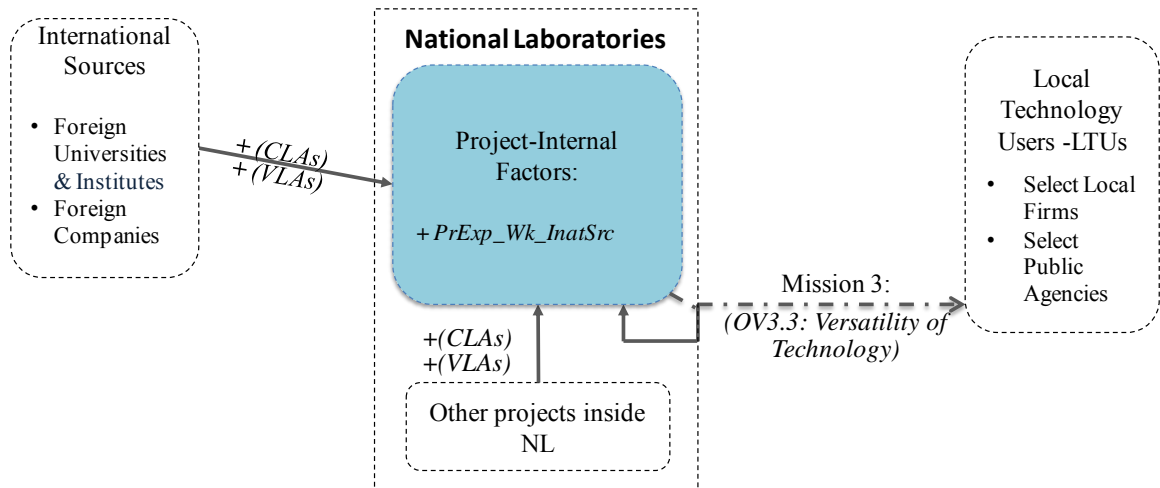 International
Sources
• Foreign
Universities
& Institutes
• Foreign
Companies
+ (CLAs)
+ (VLAs)
National Laboratories
Project-Internal
Factors:
+ PrExp_Wk_InatSrc
+(CLAs)
+(VLAs)
Other projects inside
NL
Mission 3:
(OV3.3: Versatility of
Technology)
Local
Technology
Users -LTUs
• Select Local
Firms
• Select
Public
Agencies